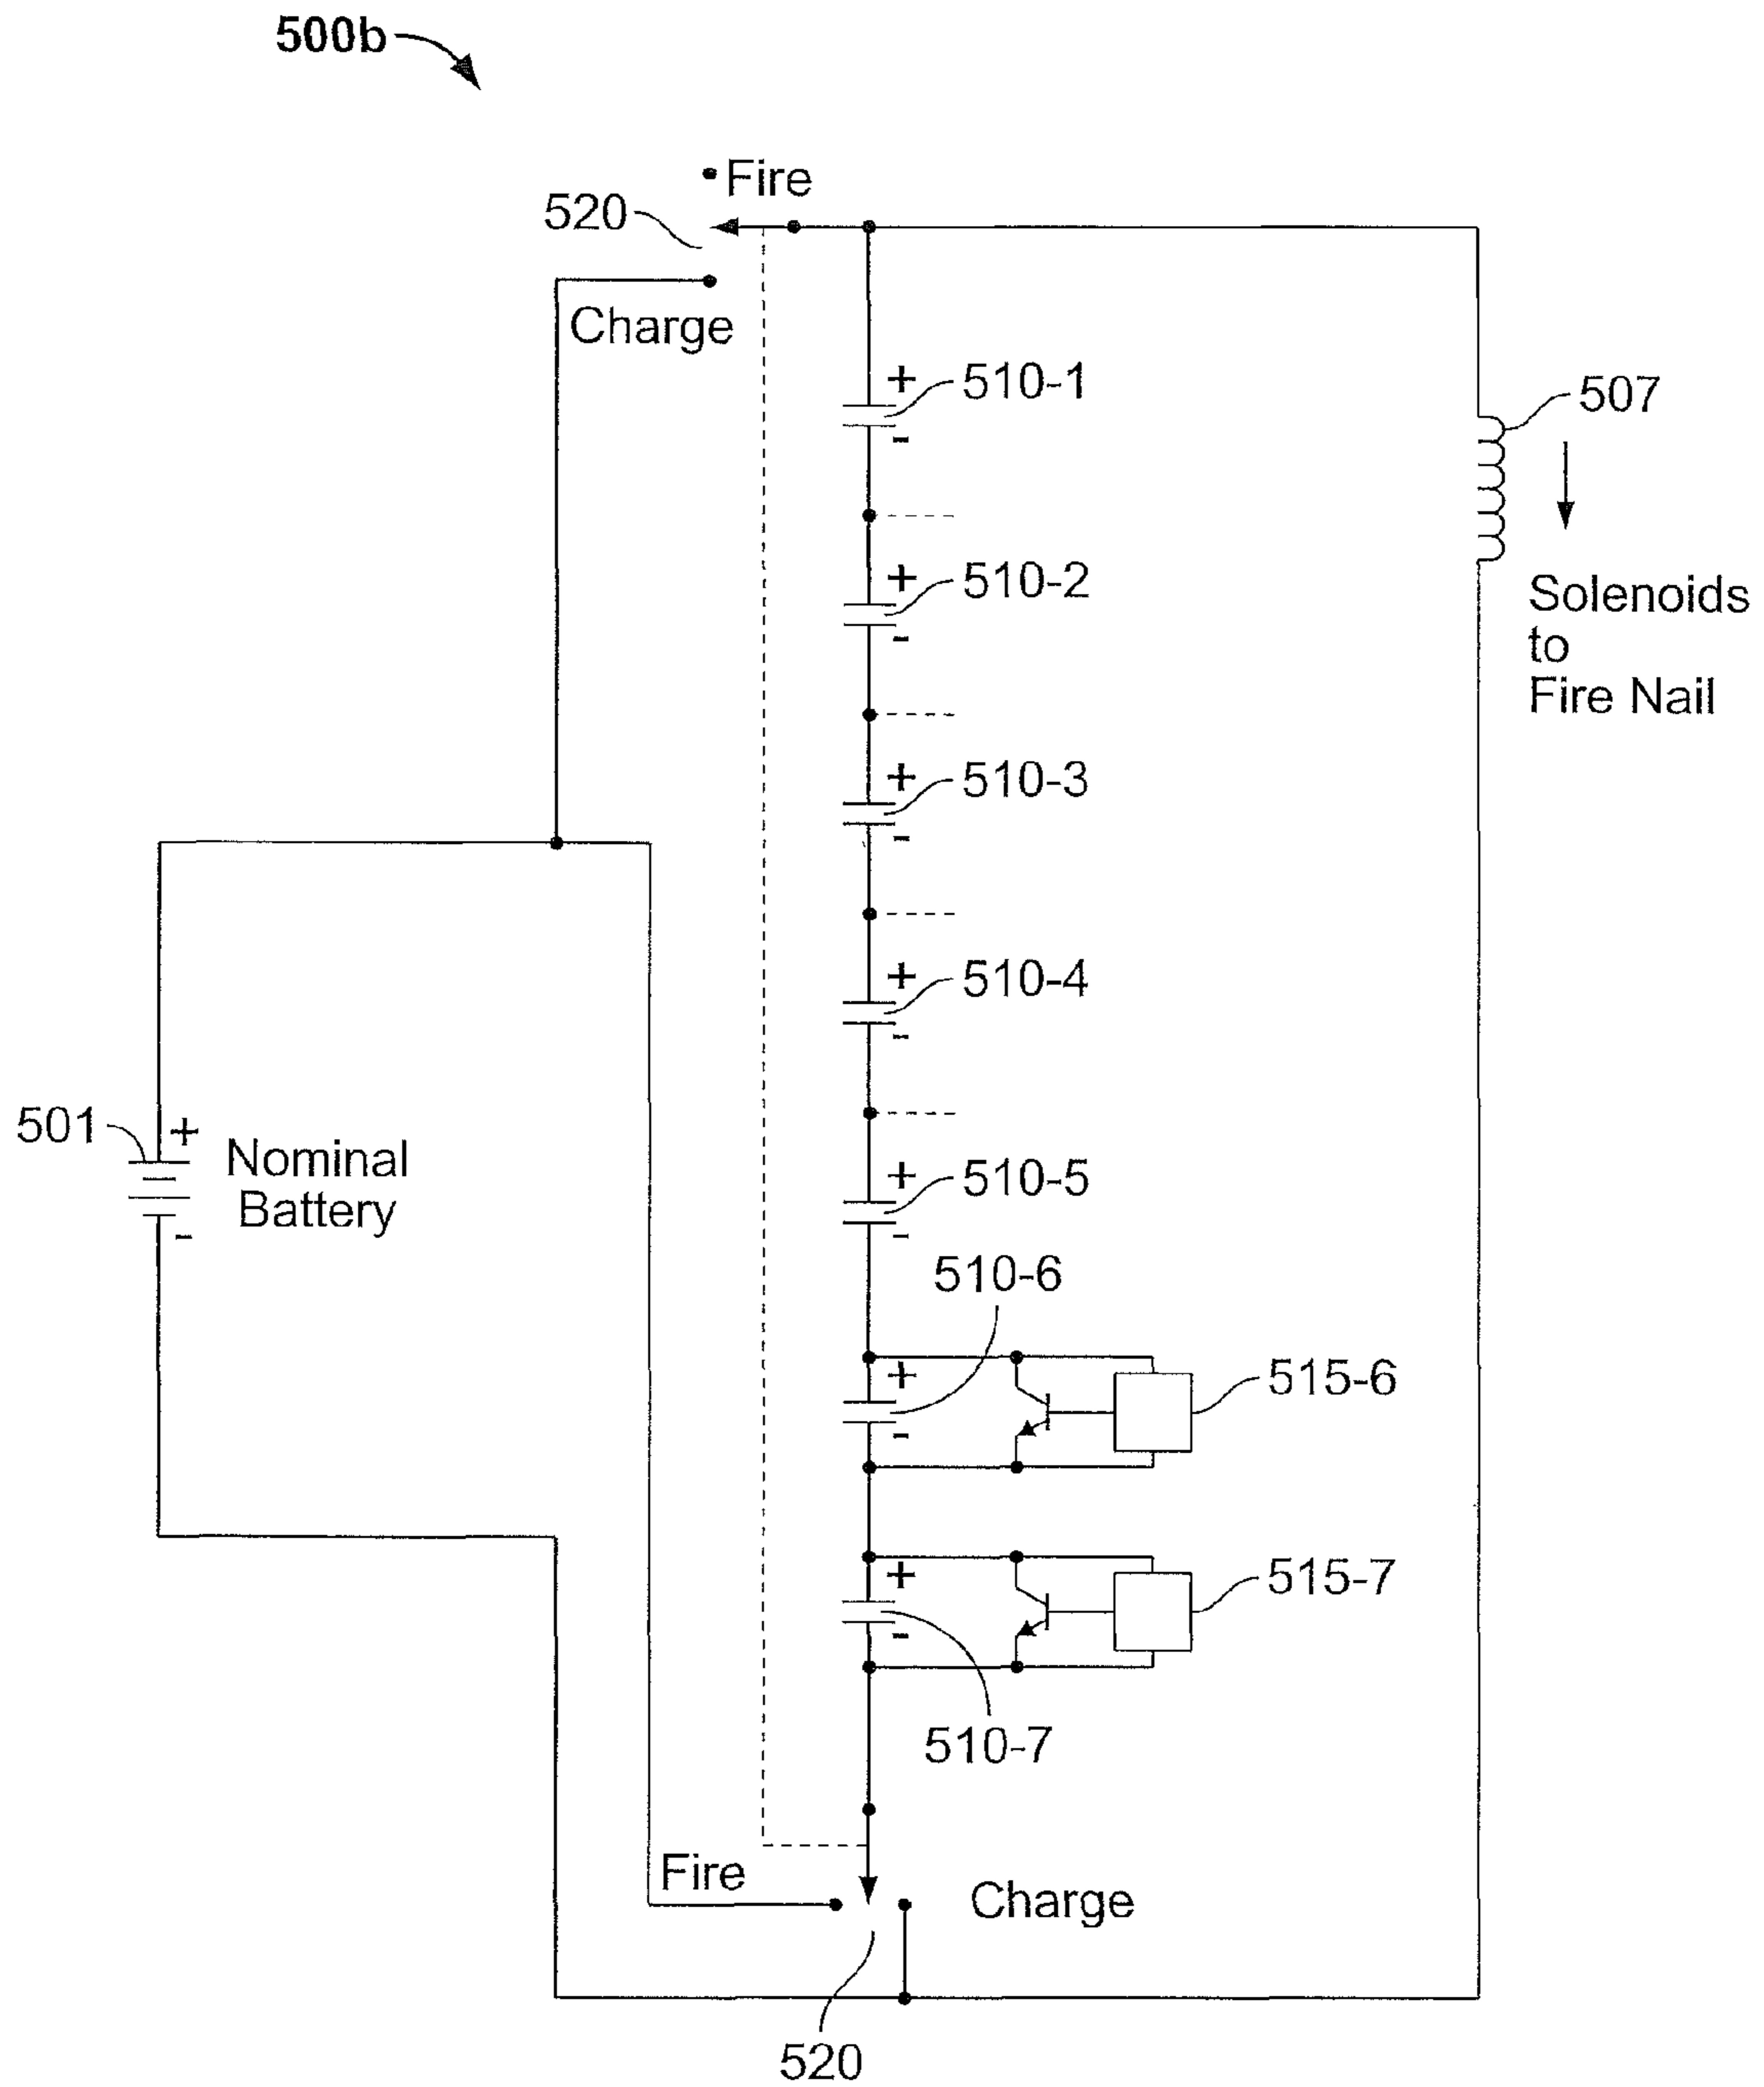 500b
Fire
520
Charge
+
510-1
-
507
+
510-2
-
Solenoids
to
Fire Nail
+
510-3
-
+
510-4
-
501
+
Nominal
Battery
-
+
510-5
-
510-6
+
-
515-6
+
-
515-7
510-7
Fire
Charge
520